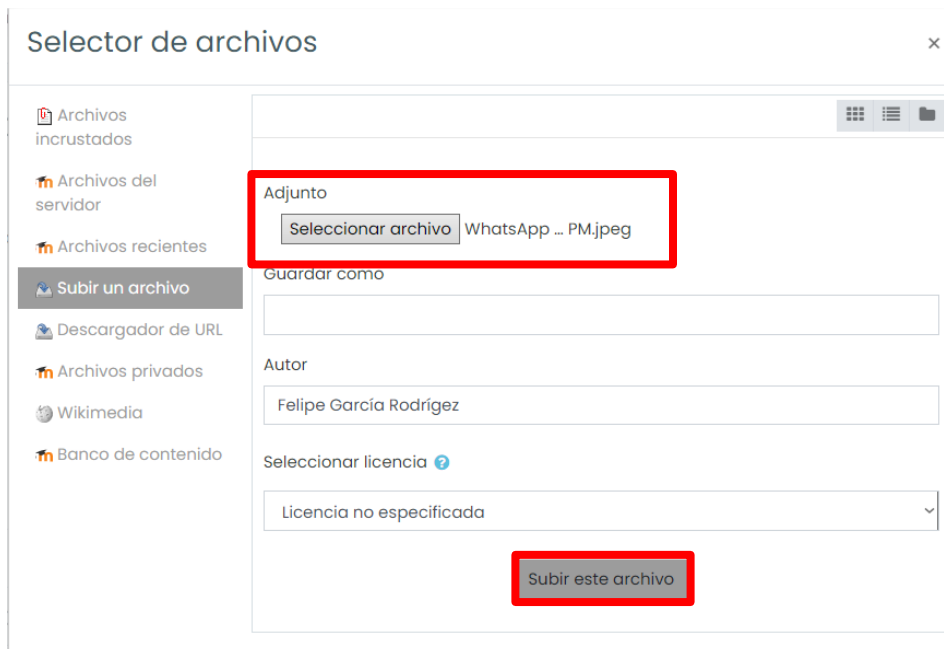 Selector de archivos
×
Archivos
incrustados
Archivos del
servidor
Archivos recientes
Subir un archivo
Descargador de URL
Archivos privados
Wikimedia
Banco de contenido
Adjunto
Seleccionar archivo WhatsApp ... PM.jpeg
Guardar como
Autor
Felipe García Rodrígez
Seleccionar licencia ?
Licencia no especificada
Subir este archivo